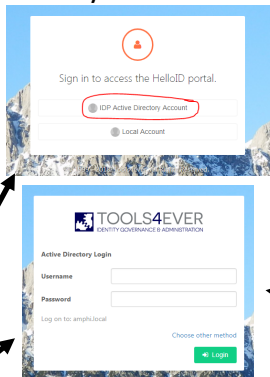 Sign in to access the HelloID portal.
IDP Active Directory Account
Local Account
TOOLS4EVER
IDENTITY GOVERNANCE & ADMINISTRATION
Active Directory Login
Username
Password
Log on to: amphi.local
Choose other method
Login